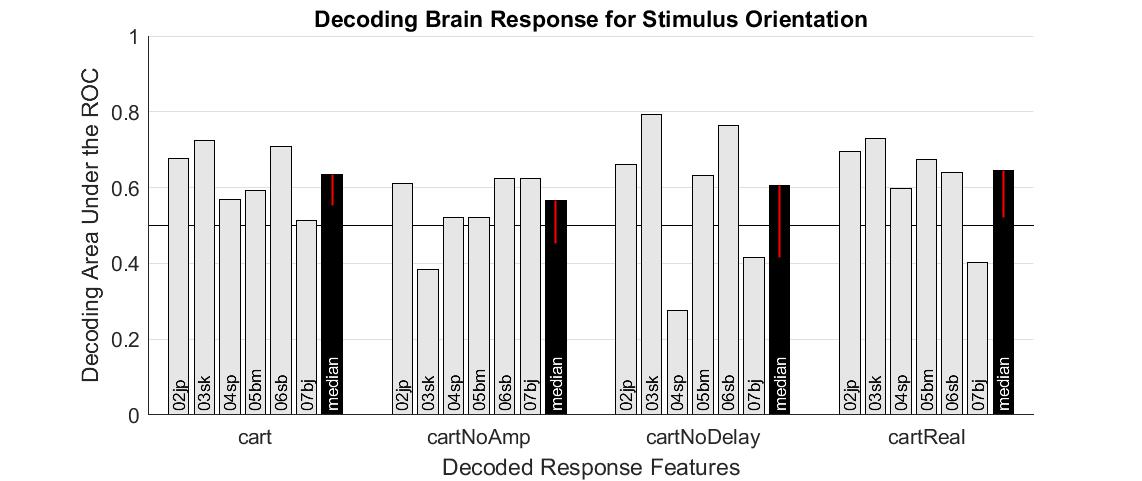 Decoding Brain Response for Stimulus Orientation
Decoding Area Under the ROC
1
0.8
0.6
0.4
0.2
0
02jp
03sk
04sp
05bm
06sb
07bj
median
02jp
03sk
04sp
05bm
06sb
07bj
median
02jp
03sk
04sp
05bm
06sb
07bj
median
02jp
03sk
04sp
05bm
06sb
07bj
median
cart
cartNoAmp
cartNoDelay
cartReal
Decoded Response Features